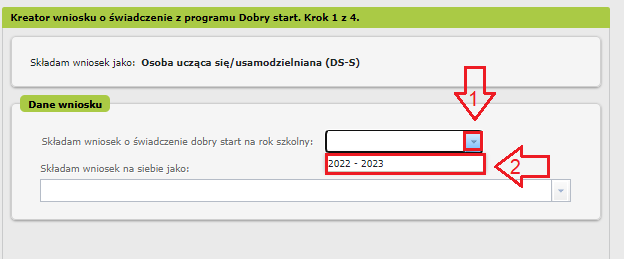 Kreator wniosku o świadczenie z programu Dobry start. Krok 1 z 4.
Składam wniosek jako: Osoba ucząca się/usamodzielniana (DS-S)
1
Dane wniosku
Składam wniosek o świadczenie dobry start na rok szkolny:
2022 - 2023
2
Składam wniosek na siebie jako: